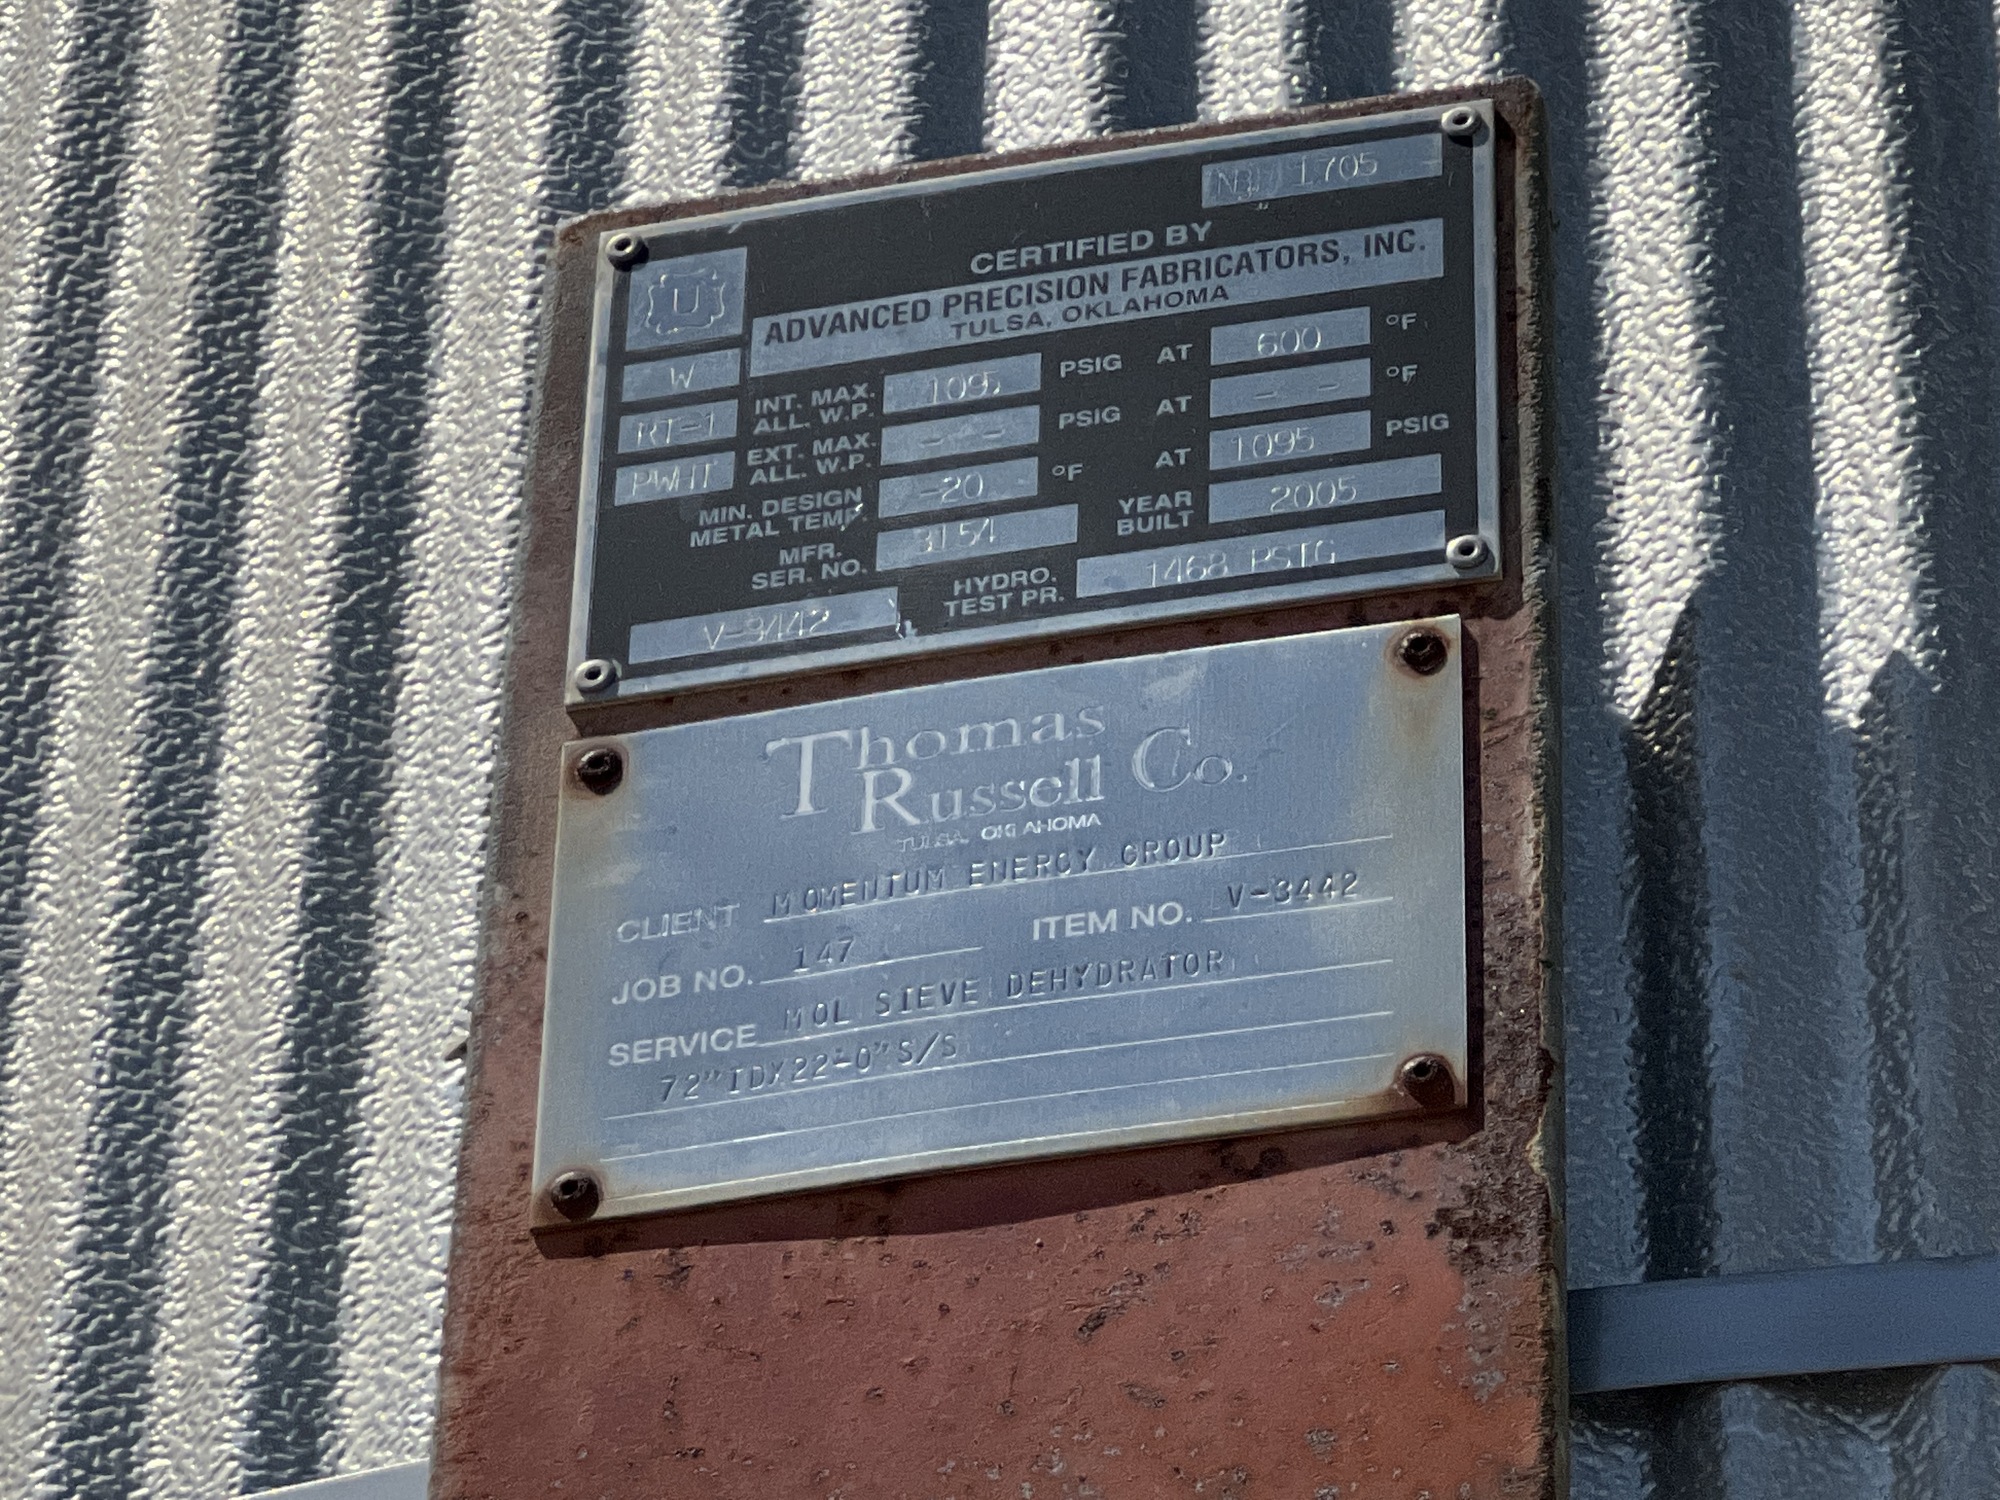 NB# 1705
CERTIFIED BY
ADVANCED PRECISION FABRICATORS, INC.
TULSA, OKLAHOMA
U
W
RT-1
PWHT
INT. MAX. ALL. W.P. 1095 PSIG AT 600 °F
EXT. MAX. ALL. W.P. - - PSIG AT - - °F
MIN. DESIGN METAL TEMP. -20 °F AT 1095 PSIG
MFR. SER. NO. 3154 YEAR BUILT 2005
HYDRO. TEST PR. 1468 PSIG
V-3442
Thomas
Russell Co.
TULSA, OKLAHOMA
CLIENT MOMENTUM ENERGY GROUP
JOB NO. 147 ITEM NO. V-3442
SERVICE MOL SIEVE DEHYDRATOR
72"IDX22'-0"S/S